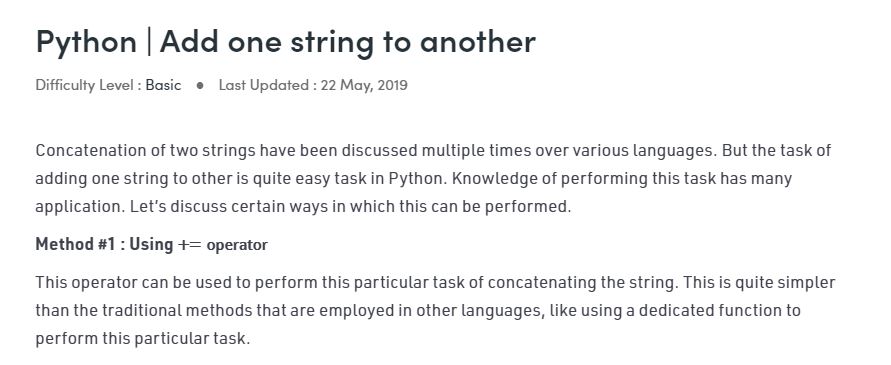 Python | Add one string to another
Difficulty Level : Basic ● Last Updated : 22 May, 2019
Concatenation of two strings have been discussed multiple times over various languages. But the task of
adding one string to other is quite easy task in Python. Knowledge of performing this task has many
application. Let’s discuss certain ways in which this can be performed.
Method #1 : Using += operator
This operator can be used to perform this particular task of concatenating the string. This is quite simpler
than the traditional methods that are employed in other languages, like using a dedicated function to
perform this particular task.